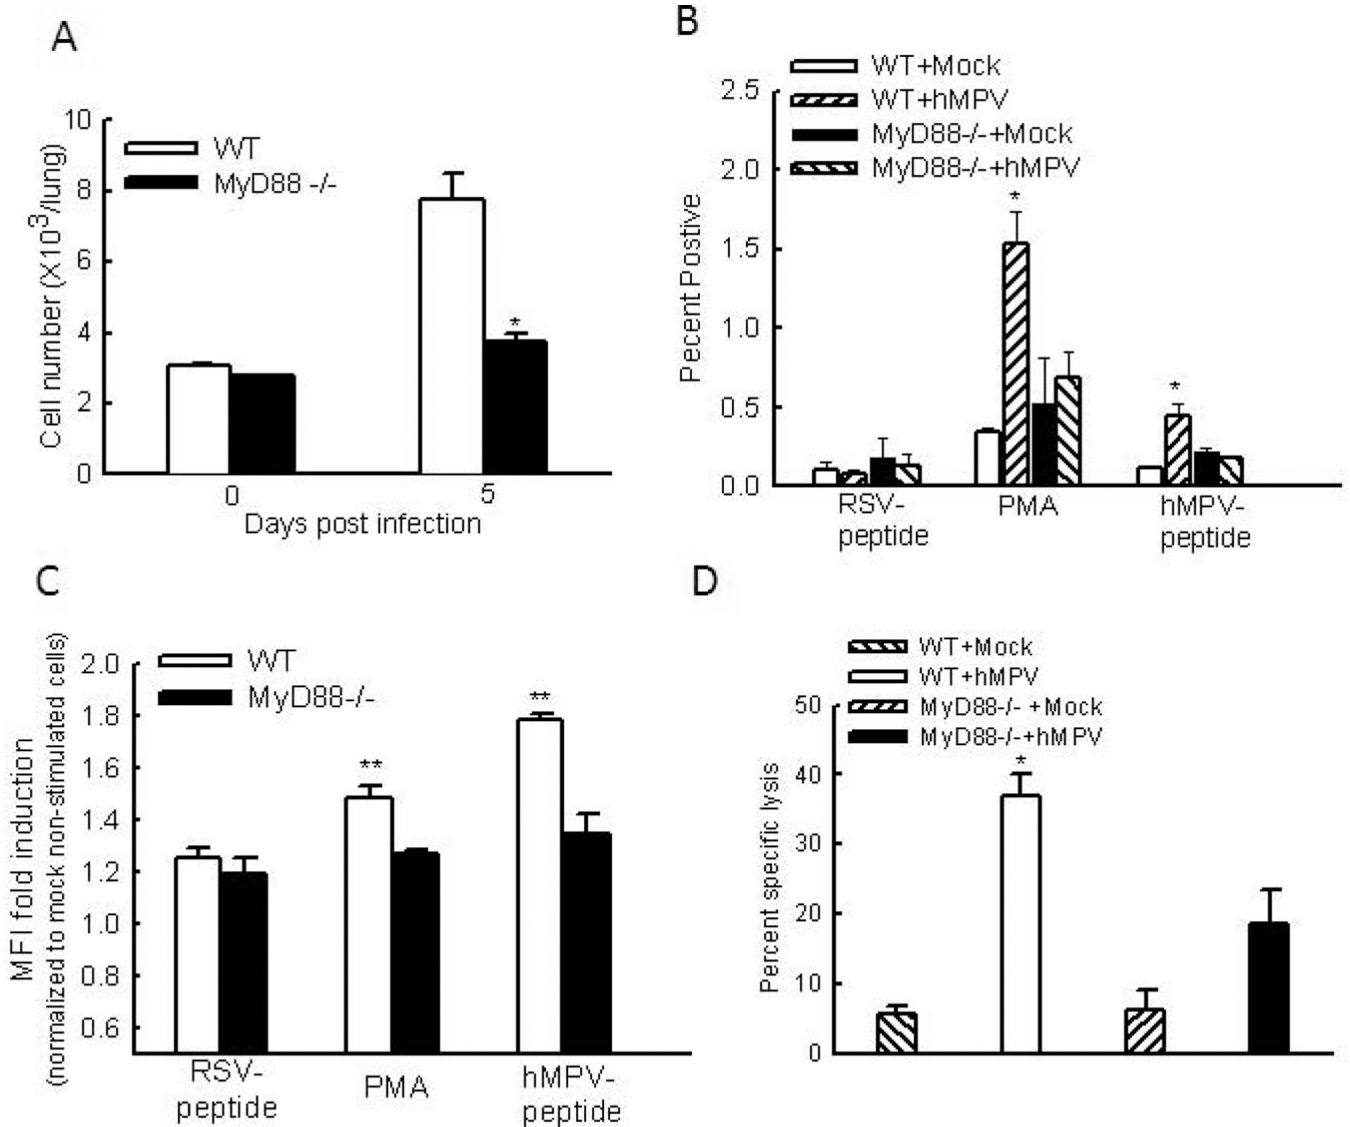 A
10
8
6
4
2
0
Cell number (X10³/lung)
WT
MyD88 -/-
*
0
5
Days post infection
B
WT+Mock
WT+hMPV
MyD88-/-+Mock
MyD88-/-+hMPV
2.5
2.0
1.5
1.0
0.5
0.0
Pecent Postive
*
*
RSV-
peptide
PMA
hMPV-
peptide
C
2.0
1.8
1.6
1.4
1.2
1.0
0.8
0.6
MFI fold induction
(normalized to mock non-stimulated cells)
WT
MyD88-/-
**
**
RSV-
peptide
PMA
hMPV-
peptide
D
WT+Mock
WT+hMPV
MyD88-/- +Mock
MyD88-/-+hMPV
50
40
30
20
10
0
Percent specific lysis
*